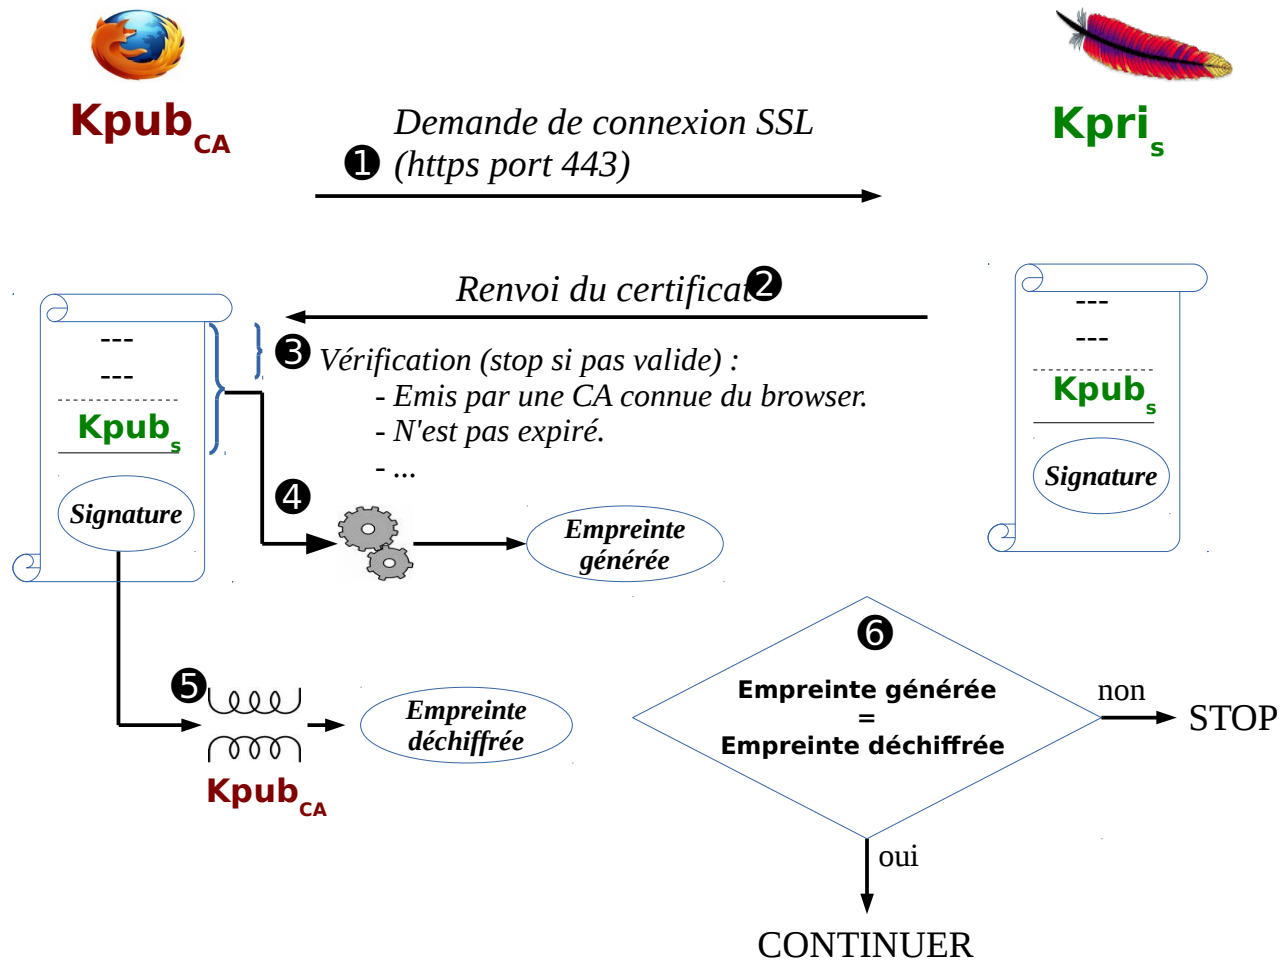 Kpub CA
Kpri s
Demande de connexion SSL
❶ (https port 443)
Renvoi du certificat ❷
---
---
Kpub s
Signature
❸ Vérification (stop si pas valide) :
- Emis par une CA connue du browser.
- N'est pas expiré.
- ...
---
---
Kpub s
Signature
❹
Empreinte
générée
❺
Kpub CA
Empreinte
déchiffrée
❻
Empreinte générée
=
Empreinte déchiffrée
non
STOP
oui
CONTINUER